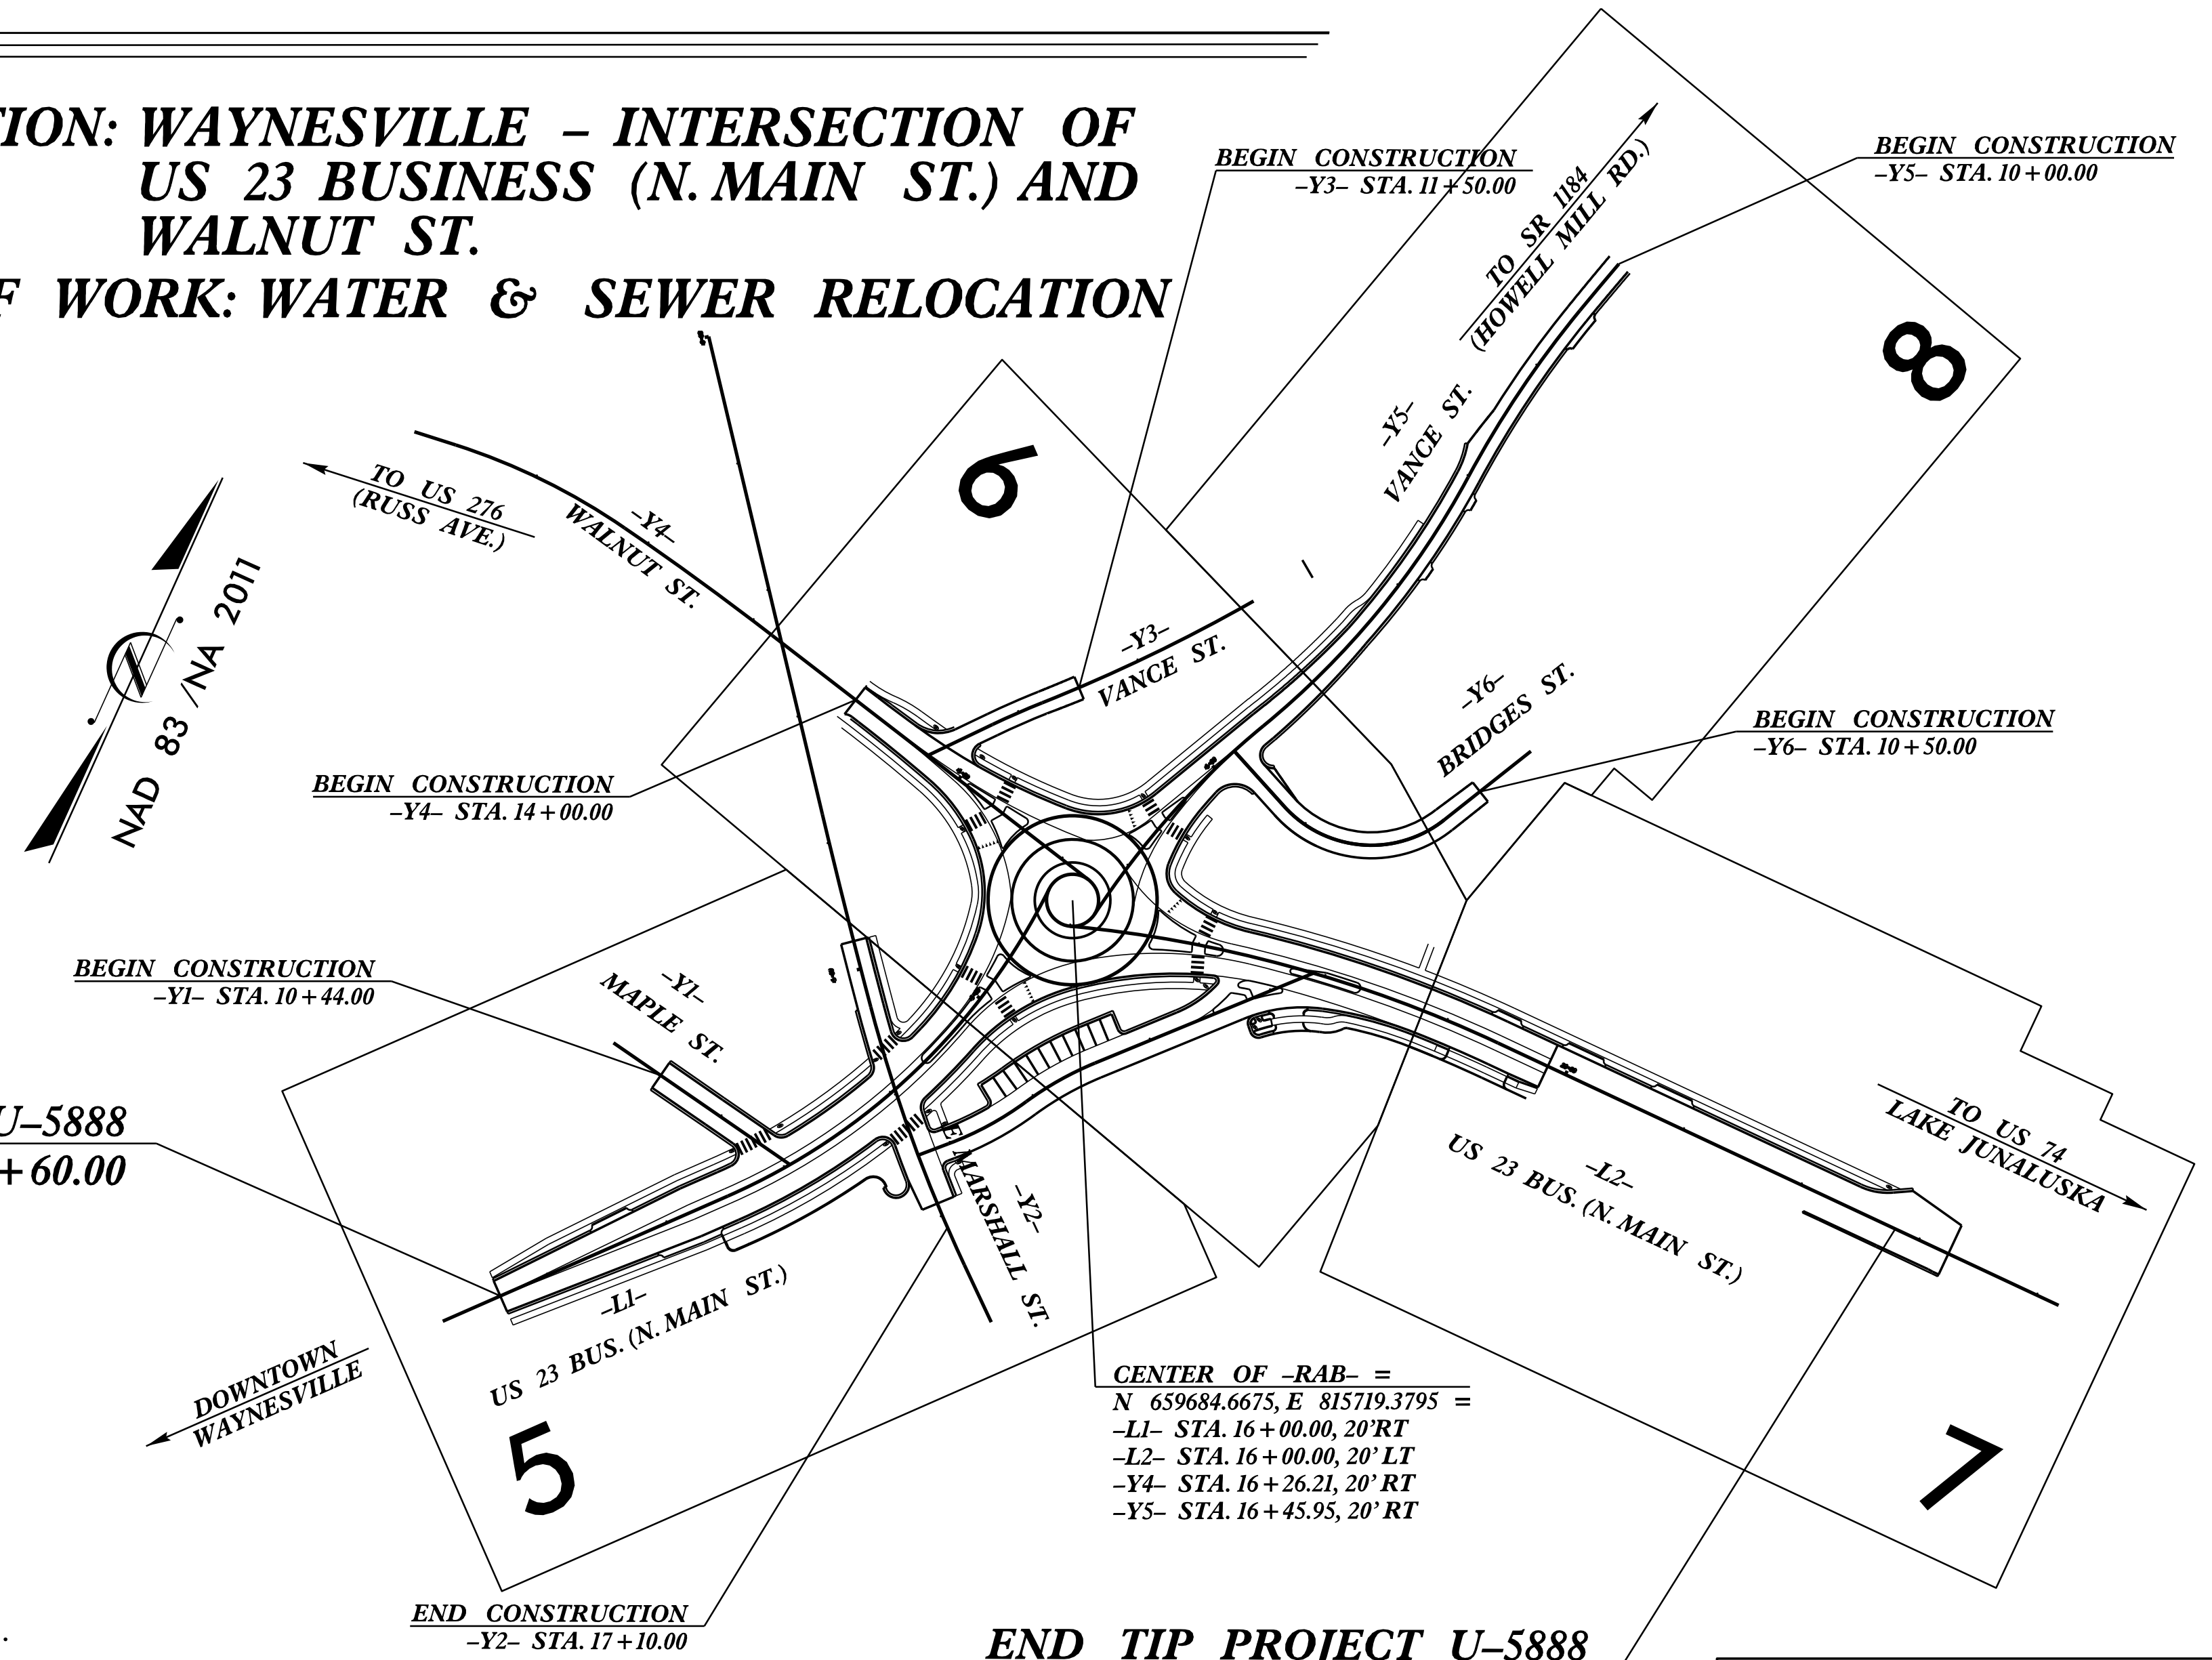 TION: WAYNESVILLE – INTERSECTION OF
US 23 BUSINESS (N. MAIN ST.) AND
WALNUT ST.
F WORK: WATER & SEWER RELOCATION
BEGIN CONSTRUCTION
–Y3– STA. 11+50.00
TO SR 1184
(HOWELL MILL RD.)
BEGIN CONSTRUCTION
–Y5– STA. 10+00.00
8
6
–Y5–
VANCE ST.
TO US 276
(RUSS AVE.)
–Y4–
WALNUT ST.
N
NAD 83 /NA 2011
–Y3–
VANCE ST.
–Y6–
BRIDGES ST.
BEGIN CONSTRUCTION
–Y6– STA. 10+50.00
BEGIN CONSTRUCTION
–Y4– STA. 14+00.00
BEGIN CONSTRUCTION
–Y1– STA. 10+44.00
–Y1–
MAPLE ST.
U–5888
+60.00
E MARSHALL ST.
–Y2–
TO US 74
LAKE JUNALUSKA
–L2–
US 23 BUS. (N. MAIN ST.)
–L1–
US 23 BUS. (N. MAIN ST.)
DOWNTOWN
WAYNESVILLE
5
CENTER OF –RAB– =
N 659684.6675, E 815719.3795 =
–L1– STA. 16+00.00, 20'RT
–L2– STA. 16+00.00, 20' LT
–Y4– STA. 16+26.21, 20' RT
–Y5– STA. 16+45.95, 20' RT
7
END CONSTRUCTION
–Y2– STA. 17+10.00
END TIP PROJECT U–5888